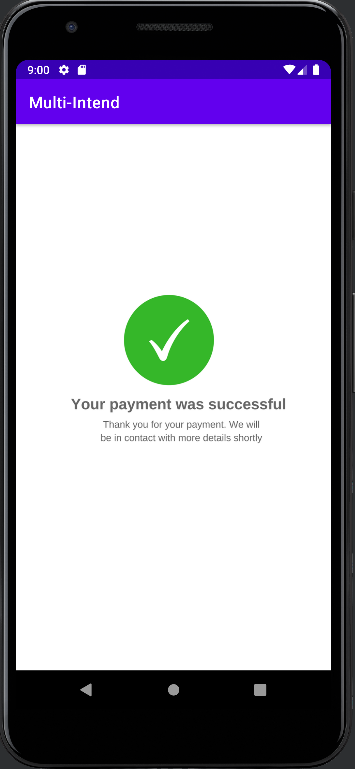 9:00
Multi-Intend
Your payment was successful
Thank you for your payment. We will
be in contact with more details shortly